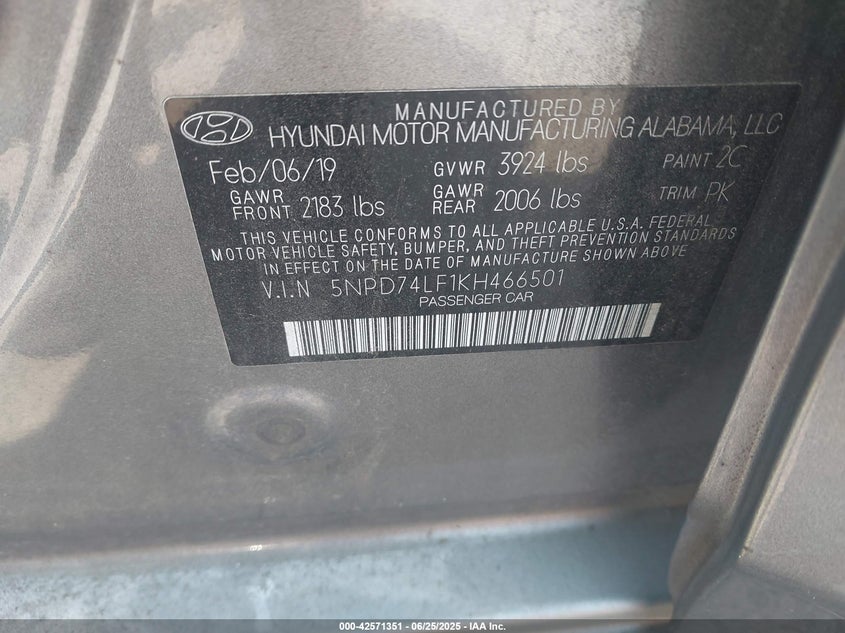 MANUFACTURED BY
HYUNDAI MOTOR MANUFACTURING ALABAMA, LLC
Feb/06/19 GVWR 3924 lbs PAINT 2C
GAWR FRONT 2183 lbs GAWR REAR 2006 lbs TRIM PK
THIS VEHICLE CONFORMS TO ALL APPLICABLE U.S.A. FEDERAL
MOTOR VEHICLE SAFETY, BUMPER, AND THEFT PREVENTION STANDARDS
IN EFFECT ON THE DATE OF MANUFACTURE SHOWN ABOVE
V.I.N 5NPD74LF1KH466501
PASSENGER CAR
000-42571351 - 06/25/2025 - IAA Inc.